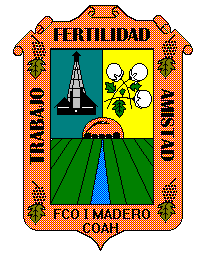 FERTILIDAD
TRABAJO
AMISTAD
FCO I MADERO
COAH.